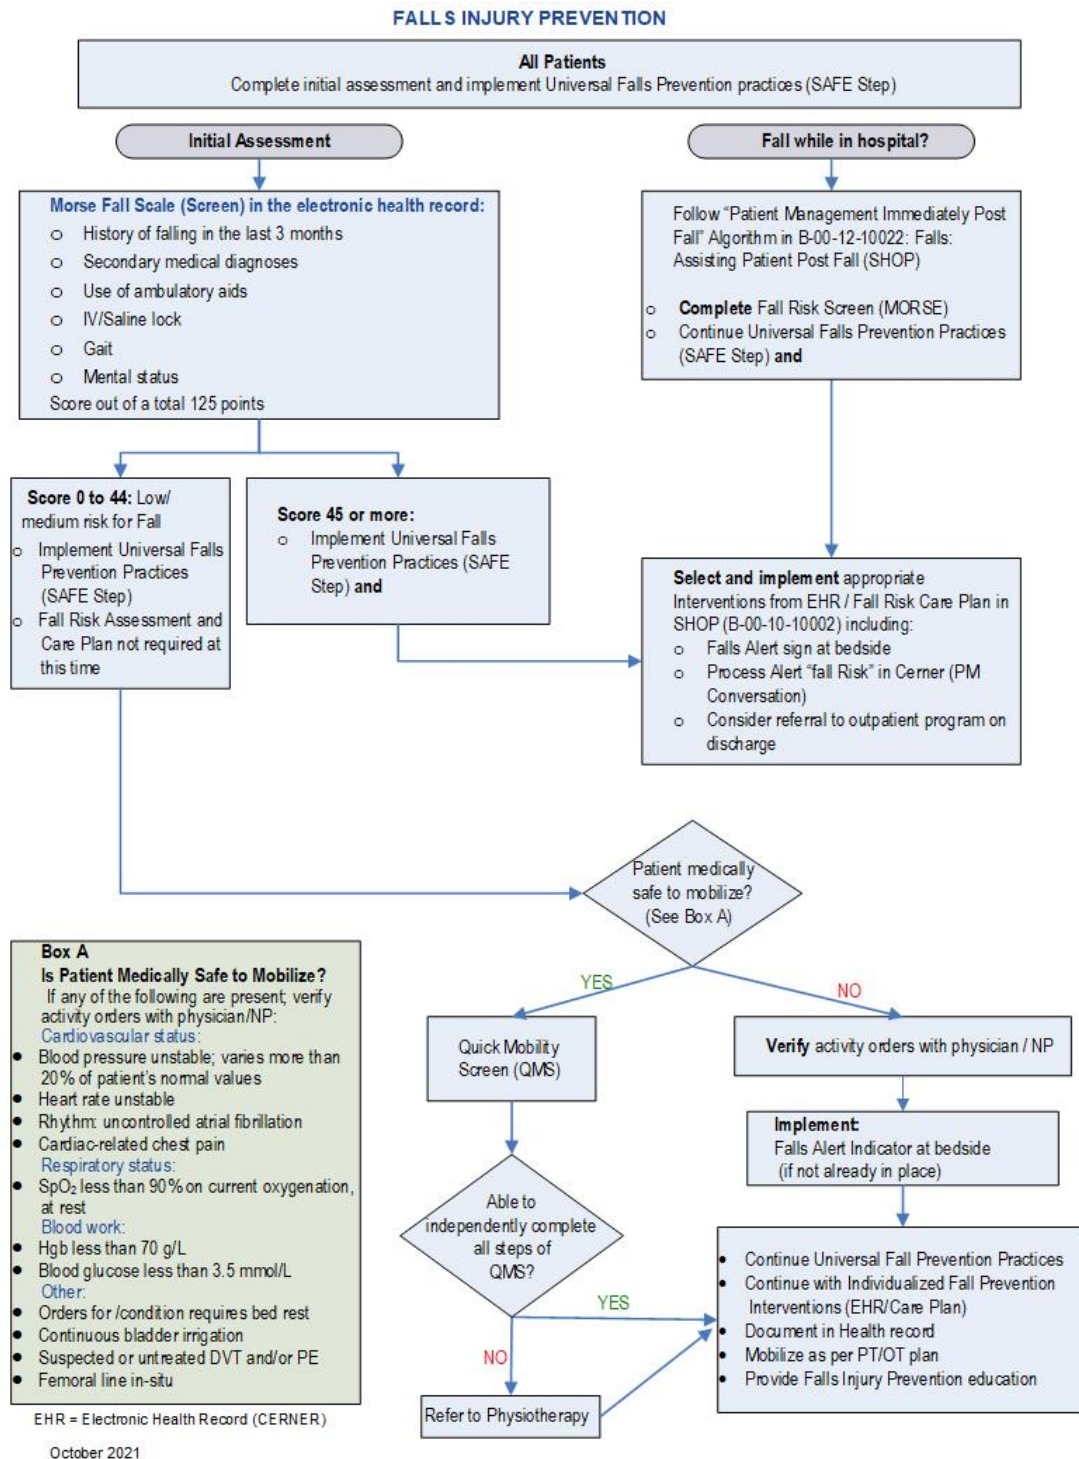 FALLS INJURY PREVENTION
All Patients
Complete initial assessment and implement Universal Falls Prevention practices (SAFE Step)
Initial Assessment
Morse Fall Scale (Screen) in the electronic health record:
o History of falling in the last 3 months
o Secondary medical diagnoses
o Use of ambulatory aids
o IV/Saline lock
o Gait
o Mental status
Score out of a total 125 points
Fall while in hospital?
Follow “Patient Management Immediately Post
Fall” Algorithm in B-00-12-10022: Falls:
Assisting Patient Post Fall (SHOP)
o Complete Fall Risk Screen (MORSE)
o Continue Universal Falls Prevention Practices
(SAFE Step) and
Score 0 to 44: Low/
medium risk for Fall
o Implement Universal Falls
Prevention Practices
(SAFE Step)
o Fall Risk Assessment and
Care Plan not required at
this time
Score 45 or more:
o Implement Universal Falls
Prevention Practices (SAFE
Step) and
Select and implement appropriate
Interventions from EHR / Fall Risk Care Plan in
SHOP (B-00-10-10002) including:
o Falls Alert sign at bedside
o Process Alert “fall Risk” in Cerner (PM
Conversation)
o Consider referral to outpatient program on
discharge
Patient medically
safe to mobilize?
(See Box A)
YES
NO
Box A
Is Patient Medically Safe to Mobilize?
If any of the following are present; verify
activity orders with physician/NP:
Cardiovascular status:
● Blood pressure unstable; varies more than
20% of patient's normal values
● Heart rate unstable
● Rhythm: uncontrolled atrial fibrillation
● Cardiac-related chest pain
Respiratory status:
● SpO₂ less than 90% on current oxygenation,
at rest
Blood work:
● Hgb less than 70 g/L
● Blood glucose less than 3.5 mmol/L
Other:
● Orders for /condition requires bed rest
● Continuous bladder irrigation
● Suspected or untreated DVT and/or PE
● Femoral line in-situ
Quick Mobility
Screen (QMS)
Verify activity orders with physician / NP
Implement:
Falls Alert Indicator at bedside
(if not already in place)
Able to
independently complete
all steps of
QMS?
YES
NO
Refer to Physiotherapy
• Continue Universal Fall Prevention Practices
• Continue with Individualized Fall Prevention
Interventions (EHR/Care Plan)
• Document in Health record
• Mobilize as per PT/OT plan
• Provide Falls Injury Prevention education
EHR = Electronic Health Record (CERNER)
October 2021